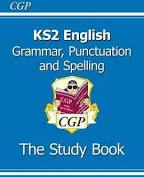 CGP
KS2 English
Grammar, Punctuation
and Spelling
CGP
The Study Book